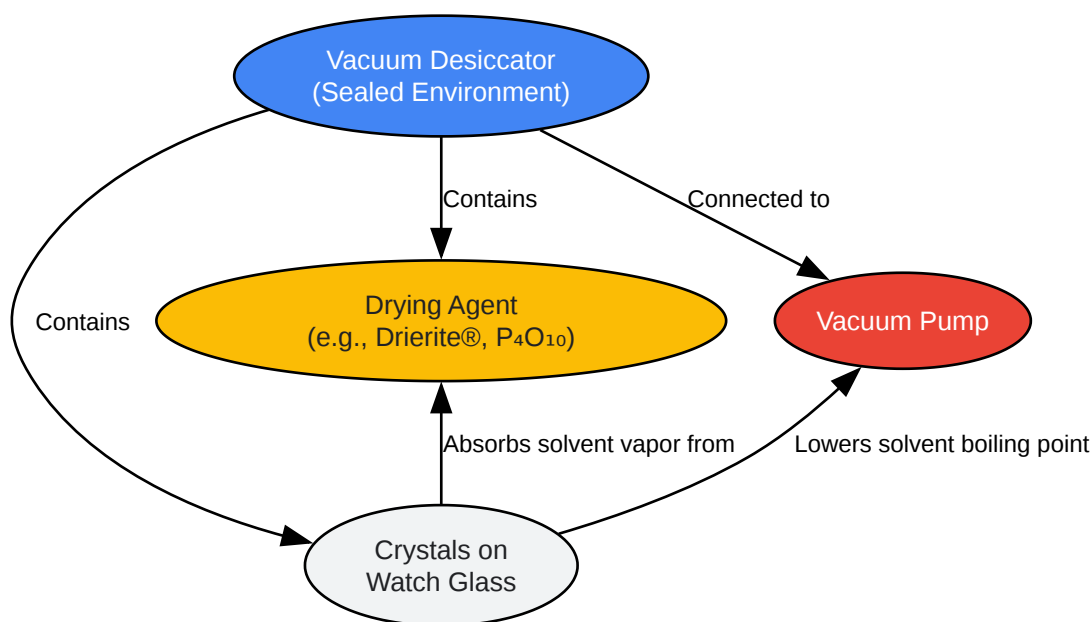 Vacuum Desiccator
(Sealed Environment)
Contains
Connected to
Contains
Drying Agent
(e.g., Drierite®, P₄O₁₀)
Vacuum Pump
Absorbs solvent vapor from
Lowers solvent boiling point
Crystals on
Watch Glass